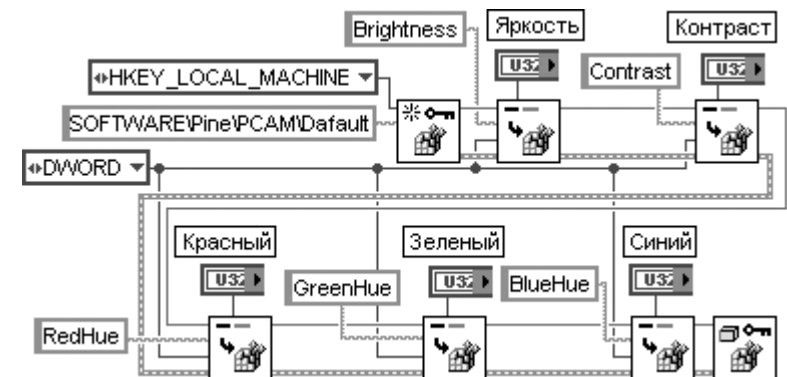 Brightness
Яркость
Контраст
U32
Contrast
U32
HKEY_LOCAL_MACHINE
SOFTWARE\Pine\PCAM\Dafault
DWORD
Красный
Зеленый
Синий
U32
GreenHue
U32
BlueHue
U32
RedHue